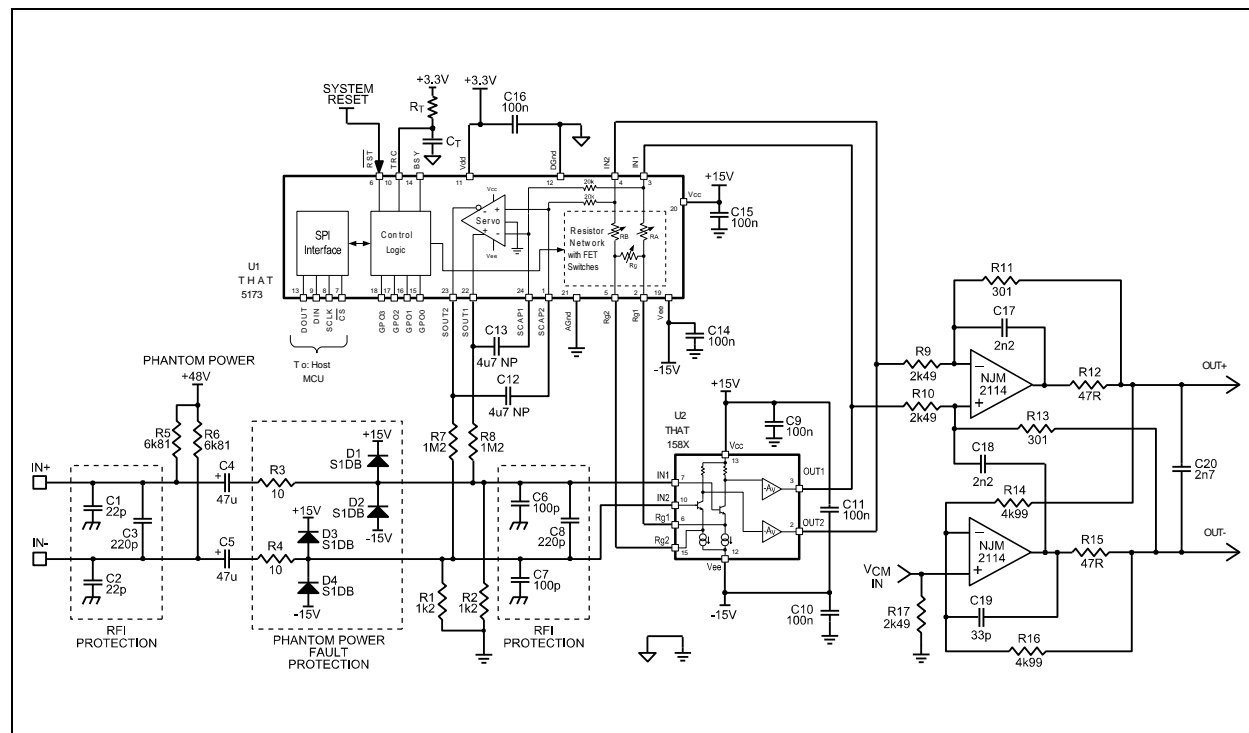 SYSTEM
RESET
+3.3V
RT
CT
+3.3V
C16
100n
RST
TRC
BSY
Vdd
DGnd
IN2
IN1
6
10
14
11
12
4
3
20k
20k
Vcc
+15V
20
C15
100n
SPI
Interface
Control
Logic
Vcc
Servo
Vee
- + + -
Resistor
Network
with FET
Switches
RB
RA
Rg
U1
THAT
5173
13
9
8
7
18
17
16
15
23
22
24
1
21
5
2
19
DOUT
DIN
SCLK
CS
GPO3
GPO2
GPO1
GPO0
SOUT2
SOUT1
SCAP1
SCAP2
AGnd
Rg2
Rg1
Vee
To: Host
MCU
C13
4u7 NP
C12
4u7 NP
C14
100n
-15V
PHANTOM POWER
+48V
R5
6k81
R6
6k81
IN+
IN-
C1
22p
C3
220p
C2
22p
RFI
PROTECTION
C4
+
47u
C5
+
47u
R3
10
R4
10
+15V
D1
S1DB
D2
S1DB
-15V
+15V
D3
S1DB
D4
S1DB
-15V
PHANTOM POWER
FAULT
PROTECTION
R7
1M2
R8
1M2
R1
1k2
R2
1k2
C6
100p
C8
220p
C7
100p
RFI
PROTECTION
U2
THAT
158X
+15V
C9
100n
Vcc
13
IN1
7
IN2
10
Rg1
6
Rg2
15
-AV
-AV
OUT1
3
OUT2
2
12
Vee
-15V
C11
100n
C10
100n
R9
2k49
R10
2k49
R11
301
C17
2n2
NJM
2114
-
+
R12
47R
R13
301
C18
2n2
R14
4k99
NJM
2114
-
+
R15
47R
C19
33p
R16
4k99
VCM
IN
R17
2k49
C20
2n7
OUT+
OUT-